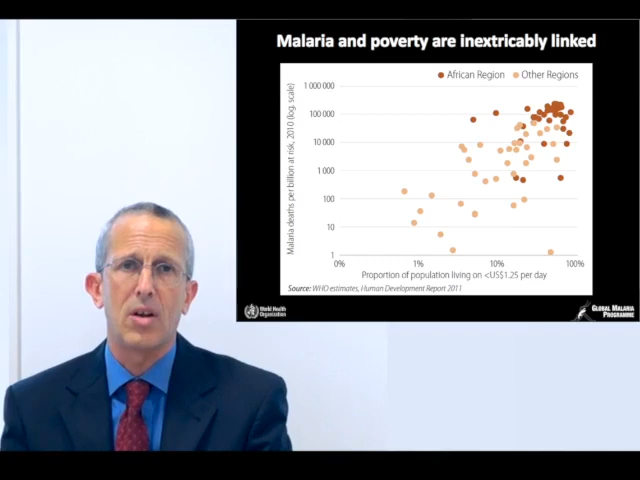 Malaria and poverty are inextricably linked
African Region
Other Regions
Malaria deaths per billion at risk, 2010 (log. scale)
1 000 000
100 000
10 000
1 000
100
10
1
0%
1%
10%
100%
Proportion of population living on <US$1.25 per day
Source: WHO estimates, Human Development Report 2011
World Health
Organization
Global Malaria
Programme